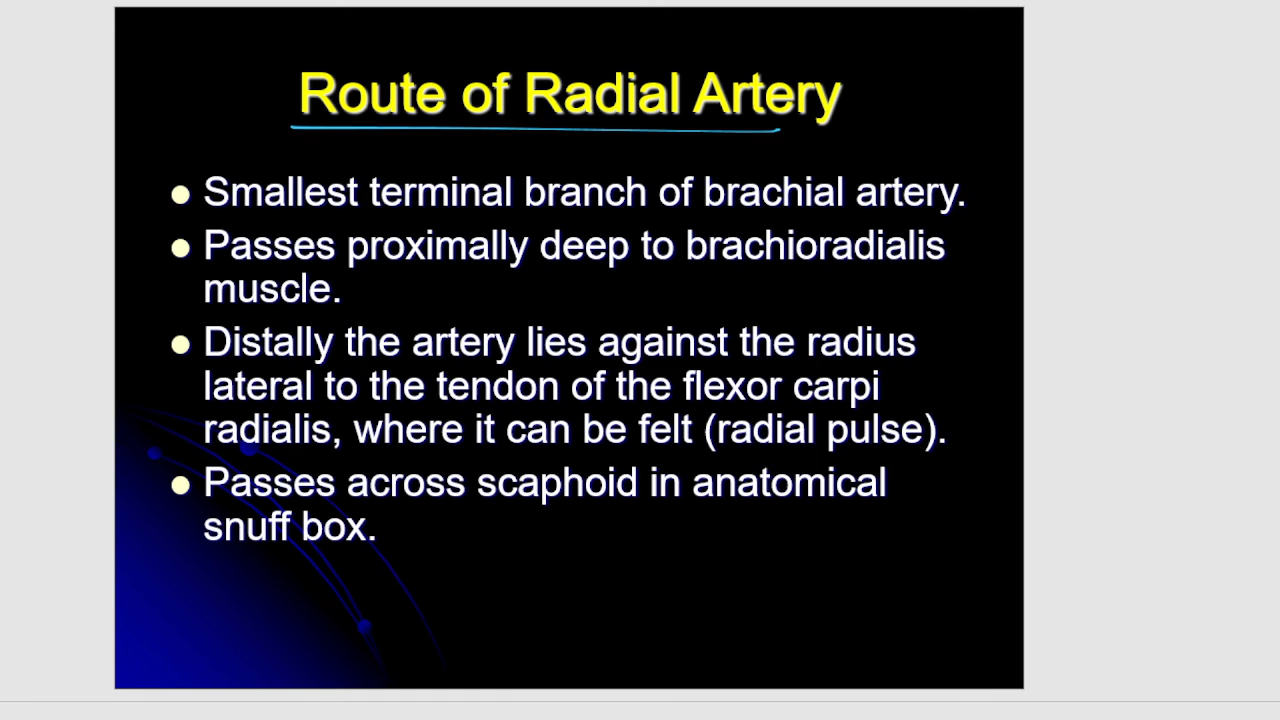 Route of Radial Artery
Smallest terminal branch of brachial artery.
Passes proximally deep to brachioradialis
muscle.
Distally the artery lies against the radius
lateral to the tendon of the flexor carpi
radialis, where it can be felt (radial pulse).
Passes across scaphoid in anatomical
snuff box.